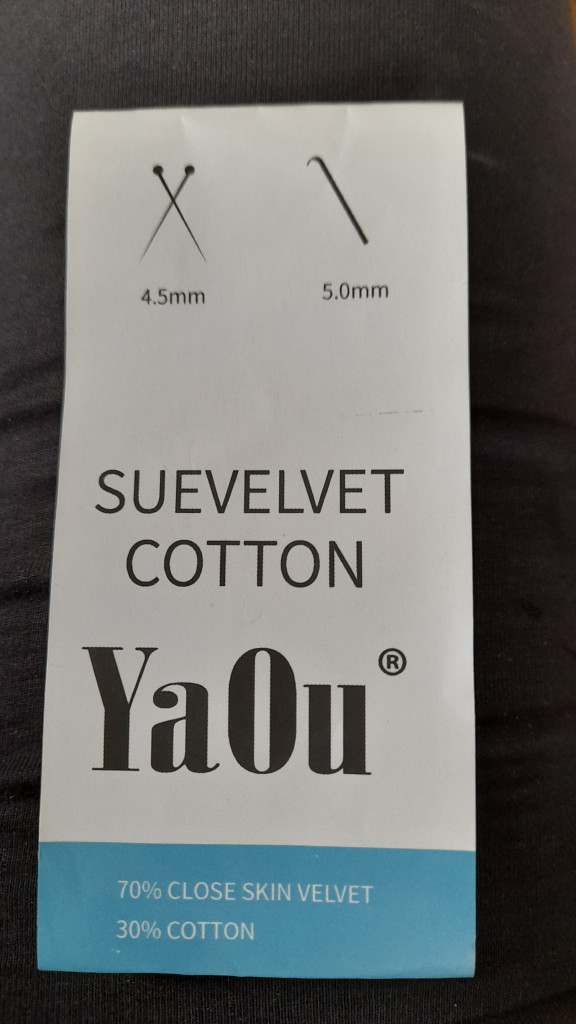 4.5mm
5.0mm
SUEVELVET
COTTON
YaOu®
70% CLOSE SKIN VELVET
30% COTTON